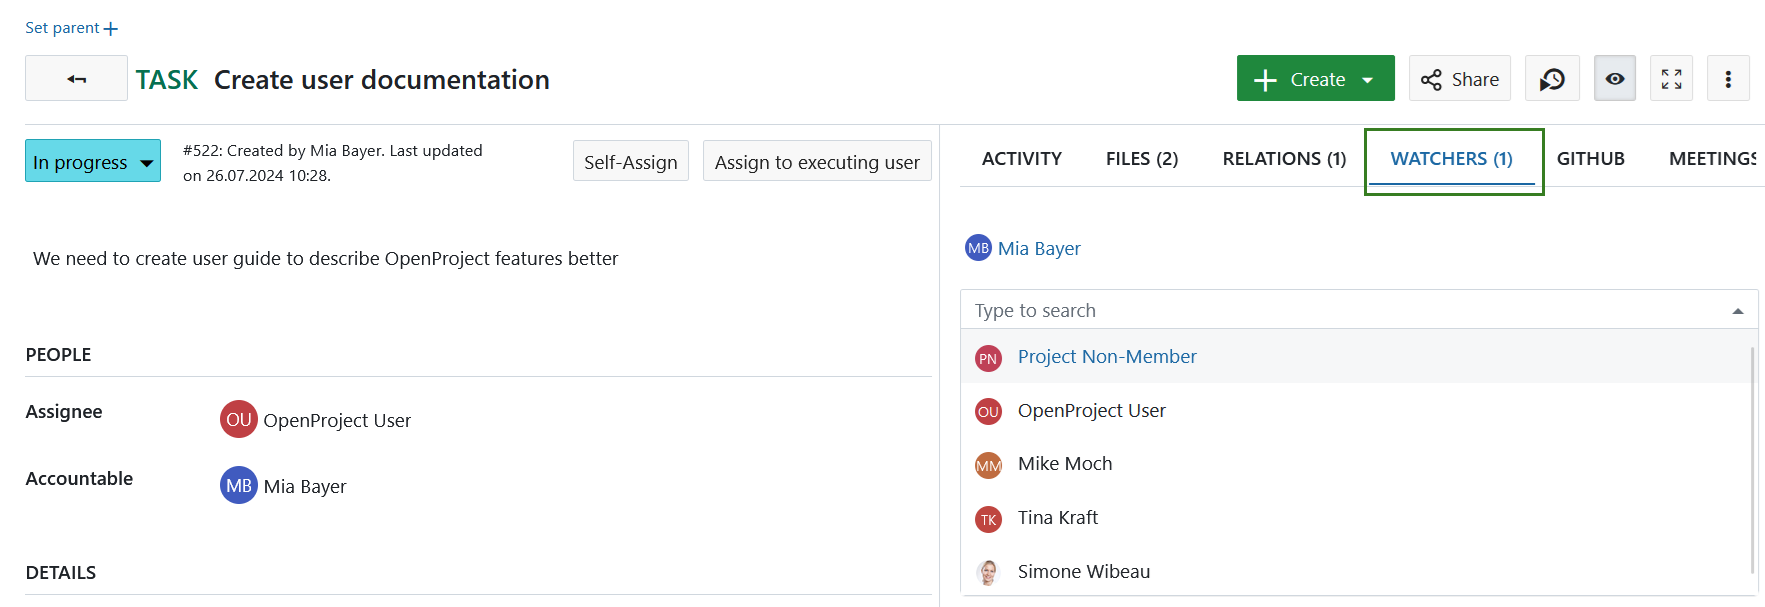 Set parent
TASK Create user documentation
Create
Share
In progress
#522: Created by Mia Bayer. Last updated
on 26.07.2024 10:28.
Self-Assign
Assign to executing user
We need to create user guide to describe OpenProject features better
PEOPLE
Assignee
OU OpenProject User
Accountable
MB Mia Bayer
DETAILS
ACTIVITY FILES (2) RELATIONS (1) WATCHERS (1) GITHUB MEETINGS
MB Mia Bayer
Type to search
PN Project Non-Member
OU OpenProject User
MM Mike Moch
TK Tina Kraft
Simone Wibeau